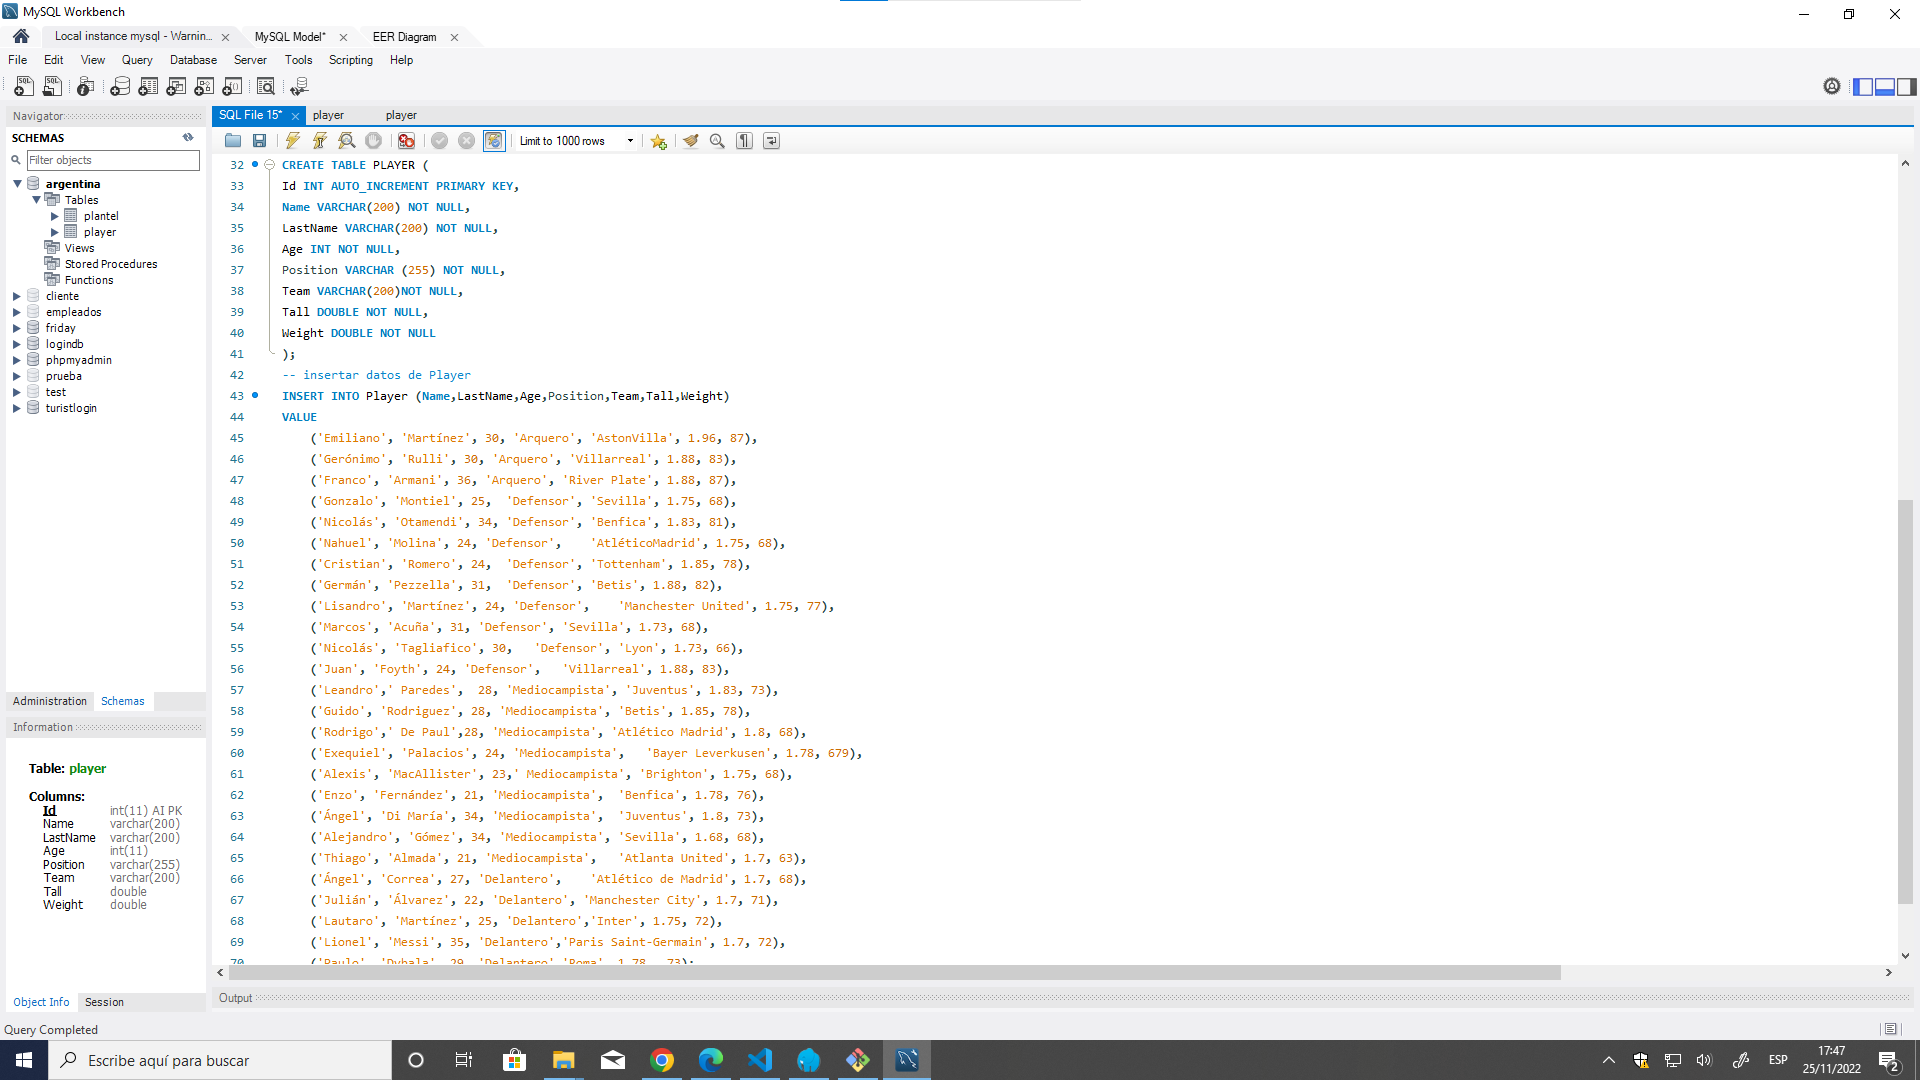 MySQL Workbench
Local instance mysql - Warnin...
MySQL Model*
EER Diagram
File Edit View Query Database Server Tools Scripting Help
Navigator
SCHEMAS
Filter objects
argentina
Tables
plantel
player
Views
Stored Procedures
Functions
cliente
empleados
friday
logindb
phpmyadmin
prueba
test
turistlogin
Administration Schemas
Information
Table: player
Columns:
Id int(11) AI PK
Name varchar(200)
LastName varchar(200)
Age int(11)
Position varchar(255)
Team varchar(200)
Tall double
Weight double
Object Info Session
SQL File 15* player player
Limit to 1000 rows
32 CREATE TABLE PLAYER (
33 Id INT AUTO_INCREMENT PRIMARY KEY,
34 Name VARCHAR(200) NOT NULL,
35 LastName VARCHAR(200) NOT NULL,
36 Age INT NOT NULL,
37 Position VARCHAR (255) NOT NULL,
38 Team VARCHAR(200)NOT NULL,
39 Tall DOUBLE NOT NULL,
40 Weight DOUBLE NOT NULL
41 );
42 -- insertar datos de Player
43 INSERT INTO Player (Name,LastName,Age,Position,Team,Tall,Weight)
44 VALUE
45 ('Emiliano', 'Martínez', 30, 'Arquero', 'AstonVilla', 1.96, 87),
46 ('Gerónimo', 'Rulli', 30, 'Arquero', 'Villarreal', 1.88, 83),
47 ('Franco', 'Armani', 36, 'Arquero', 'River Plate', 1.88, 87),
48 ('Gonzalo', 'Montiel', 25,  'Defensor', 'Sevilla', 1.75, 68),
49 ('Nicolás', 'Otamendi', 34, 'Defensor', 'Benfica', 1.83, 81),
50 ('Nahuel', 'Molina', 24, 'Defensor',    'AtléticoMadrid', 1.75, 68),
51 ('Cristian', 'Romero', 24,  'Defensor', 'Tottenham', 1.85, 78),
52 ('Germán', 'Pezzella', 31,  'Defensor', 'Betis', 1.88, 82),
53 ('Lisandro', 'Martínez', 24, 'Defensor',    'Manchester United', 1.75, 77),
54 ('Marcos', 'Acuña', 31, 'Defensor', 'Sevilla', 1.73, 68),
55 ('Nicolás', 'Tagliafico', 30,   'Defensor', 'Lyon', 1.73, 66),
56 ('Juan', 'Foyth', 24, 'Defensor',   'Villarreal', 1.88, 83),
57 ('Leandro',' Paredes',  28, 'Mediocampista', 'Juventus', 1.83, 73),
58 ('Guido', 'Rodriguez', 28, 'Mediocampista', 'Betis', 1.85, 78),
59 ('Rodrigo',' De Paul',28, 'Mediocampista', 'Atlético Madrid', 1.8, 68),
60 ('Exequiel', 'Palacios', 24, 'Mediocampista',   'Bayer Leverkusen', 1.78, 679),
61 ('Alexis', 'MacAllister', 23,' Mediocampista', 'Brighton', 1.75, 68),
62 ('Enzo', 'Fernández', 21, 'Mediocampista',  'Benfica', 1.78, 76),
63 ('Ángel', 'Di María', 34, 'Mediocampista',  'Juventus', 1.8, 73),
64 ('Alejandro', 'Gómez', 34, 'Mediocampista', 'Sevilla', 1.68, 68),
65 ('Thiago', 'Almada', 21, 'Mediocampista',   'Atlanta United', 1.7, 63),
66 ('Ángel', 'Correa', 27, 'Delantero',    'Atlético de Madrid', 1.7, 68),
67 ('Julián', 'Álvarez', 22, 'Delantero', 'Manchester City', 1.7, 71),
68 ('Lautaro', 'Martínez', 25, 'Delantero','Inter', 1.75, 72),
69 ('Lionel', 'Messi', 35, 'Delantero','Paris Saint-Germain', 1.7, 72),
70 ('Paulo', 'Dybala', 29, 'Delantero','Roma', 1.78,  73);
Output
Query Completed
Escribe aquí para buscar
ESP
17:47
25/11/2022
2